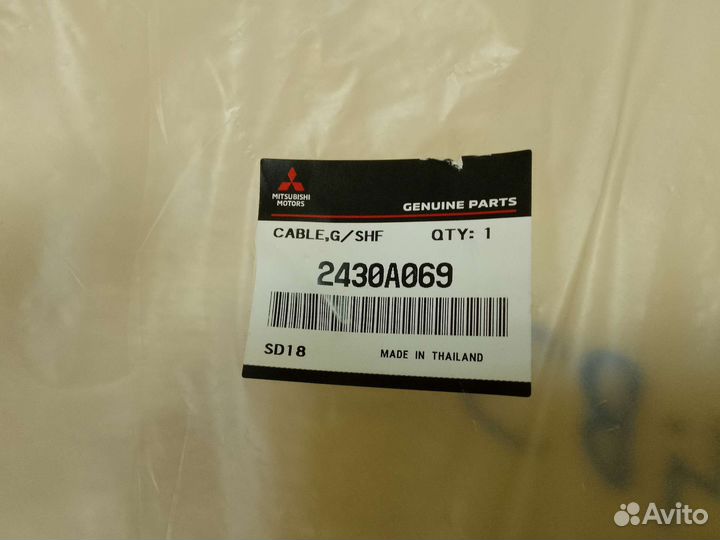 MITSUBISHI
MOTORS
GENUINE PARTS
CABLE,G/SHF QTY: 1
2430A069
SD18 MADE IN THAILAND
Avito